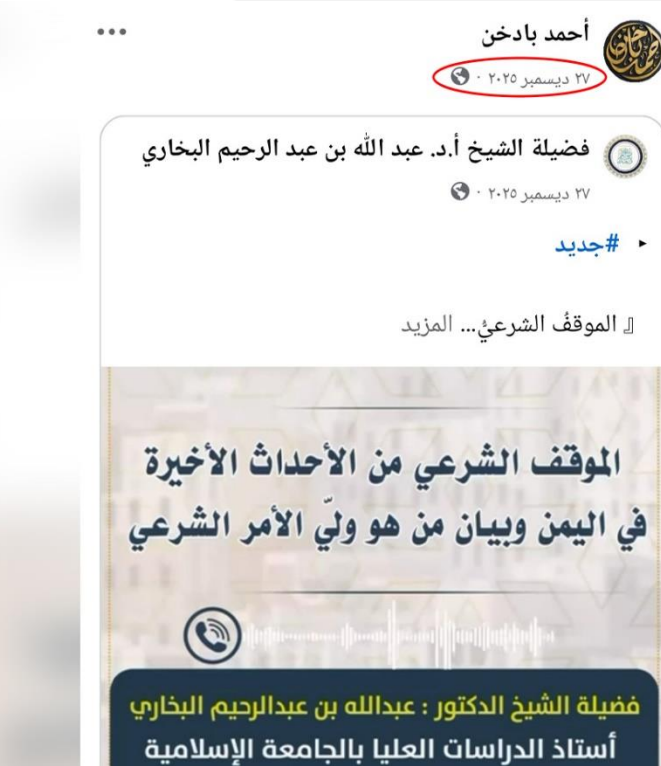 أحمد بادخن
٢٧ ديسمبر ٢٠٢٥ ·
فضيلة الشيخ أ.د. عبد الله بن عبد الرحيم البخاري
٢٧ ديسمبر ٢٠٢٥ ·
◂ #جديد
『 الموقفُ الشرعيُّ... المزيد
الموقف الشرعي من الأحداث الأخيرة
في اليمن وبيان من هو وليّ الأمر الشرعي
فضيلة الشيخ الدكتور : عبدالله بن عبدالرحيم البخاري
أستاذ الدراسات العليا بالجامعة الإسلامية